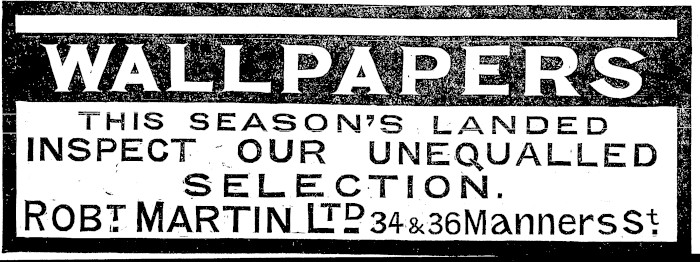 WALLPAPERS
THIS SEASON'S LANDED
INSPECT OUR UNEQUALLED
SELECTION.
ROBT MARTIN LTD 34 & 36 Manners St.